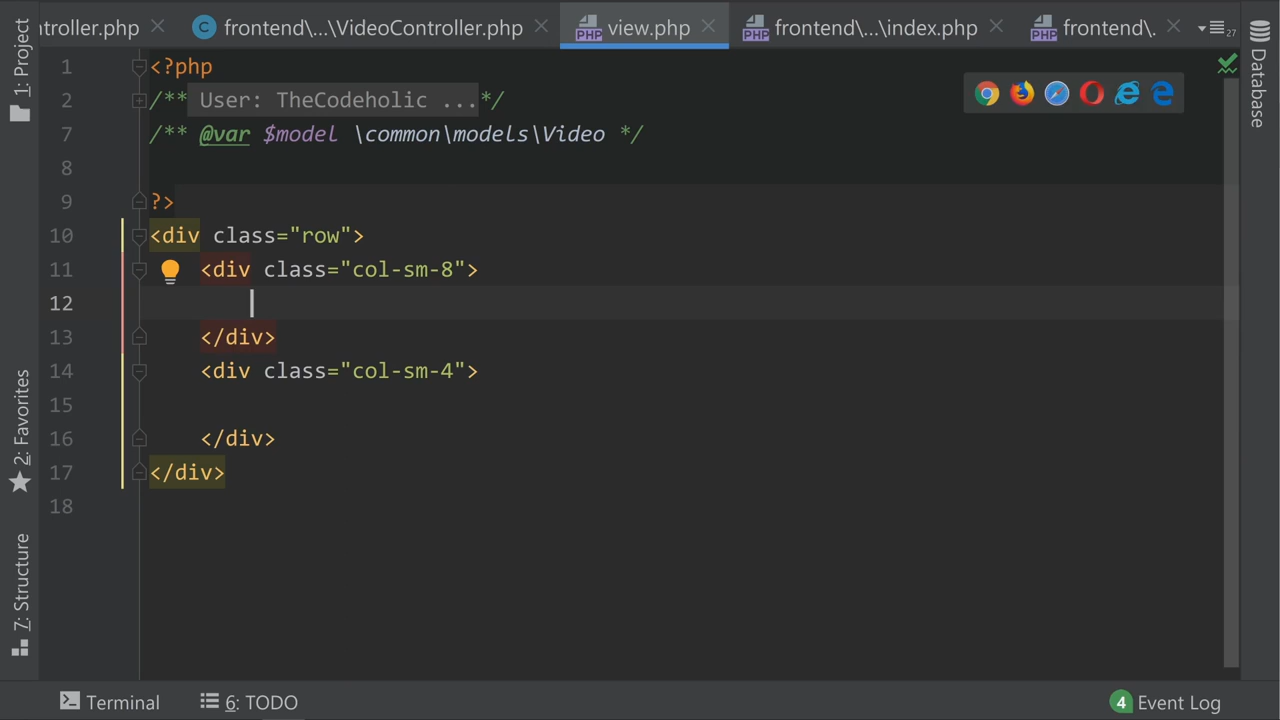 ntroller.php
frontend\...\VideoController.php
view.php
frontend\...\index.php
frontend\.
27
1: Project
2: Favorites
7: Structure
Database
1 <?php
2 /** User: TheCodeholic ...*/
7 /** @var $model \common\models\Video */
8
9 ?>
10 <div class="row">
11 <div class="col-sm-8">
12
13 </div>
14 <div class="col-sm-4">
15
16 </div>
17 </div>
18
Terminal
6: TODO
4 Event Log